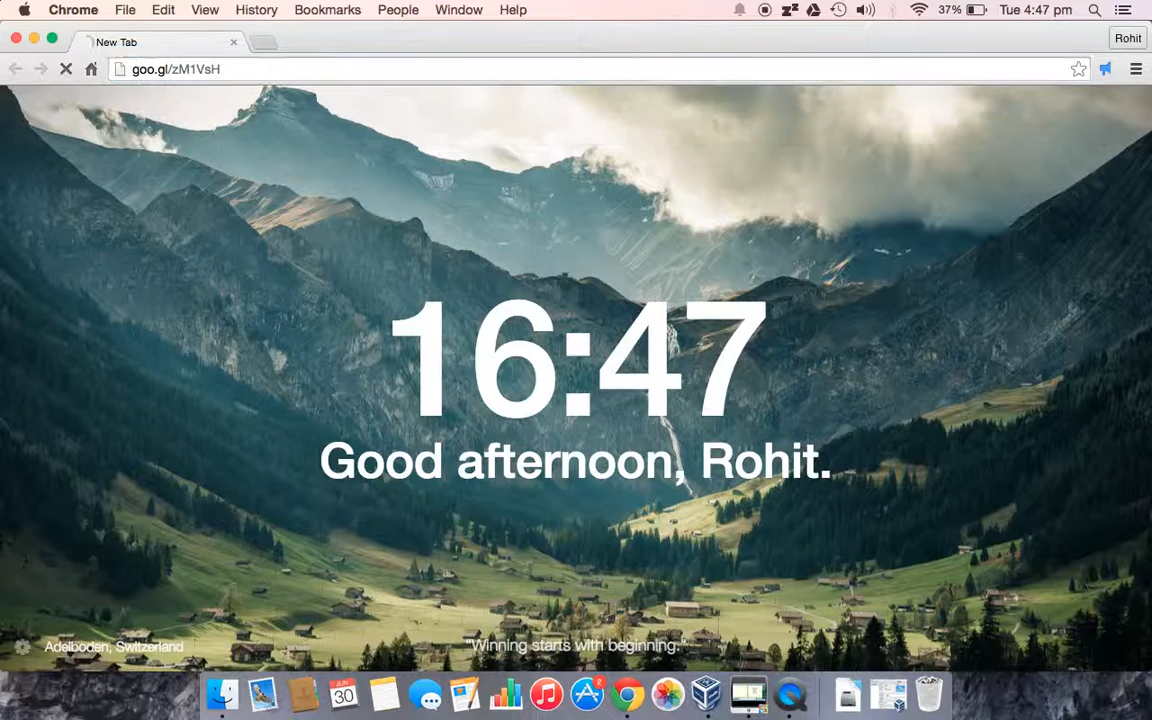 Chrome File Edit View History Bookmarks People Window Help 37% Tue 4:47 pm
New Tab Rohit
goo.gl/zM1VsH
16:47
Good afternoon, Rohit.
Adelboden, Switzerland "Winning starts with beginning."
30 2